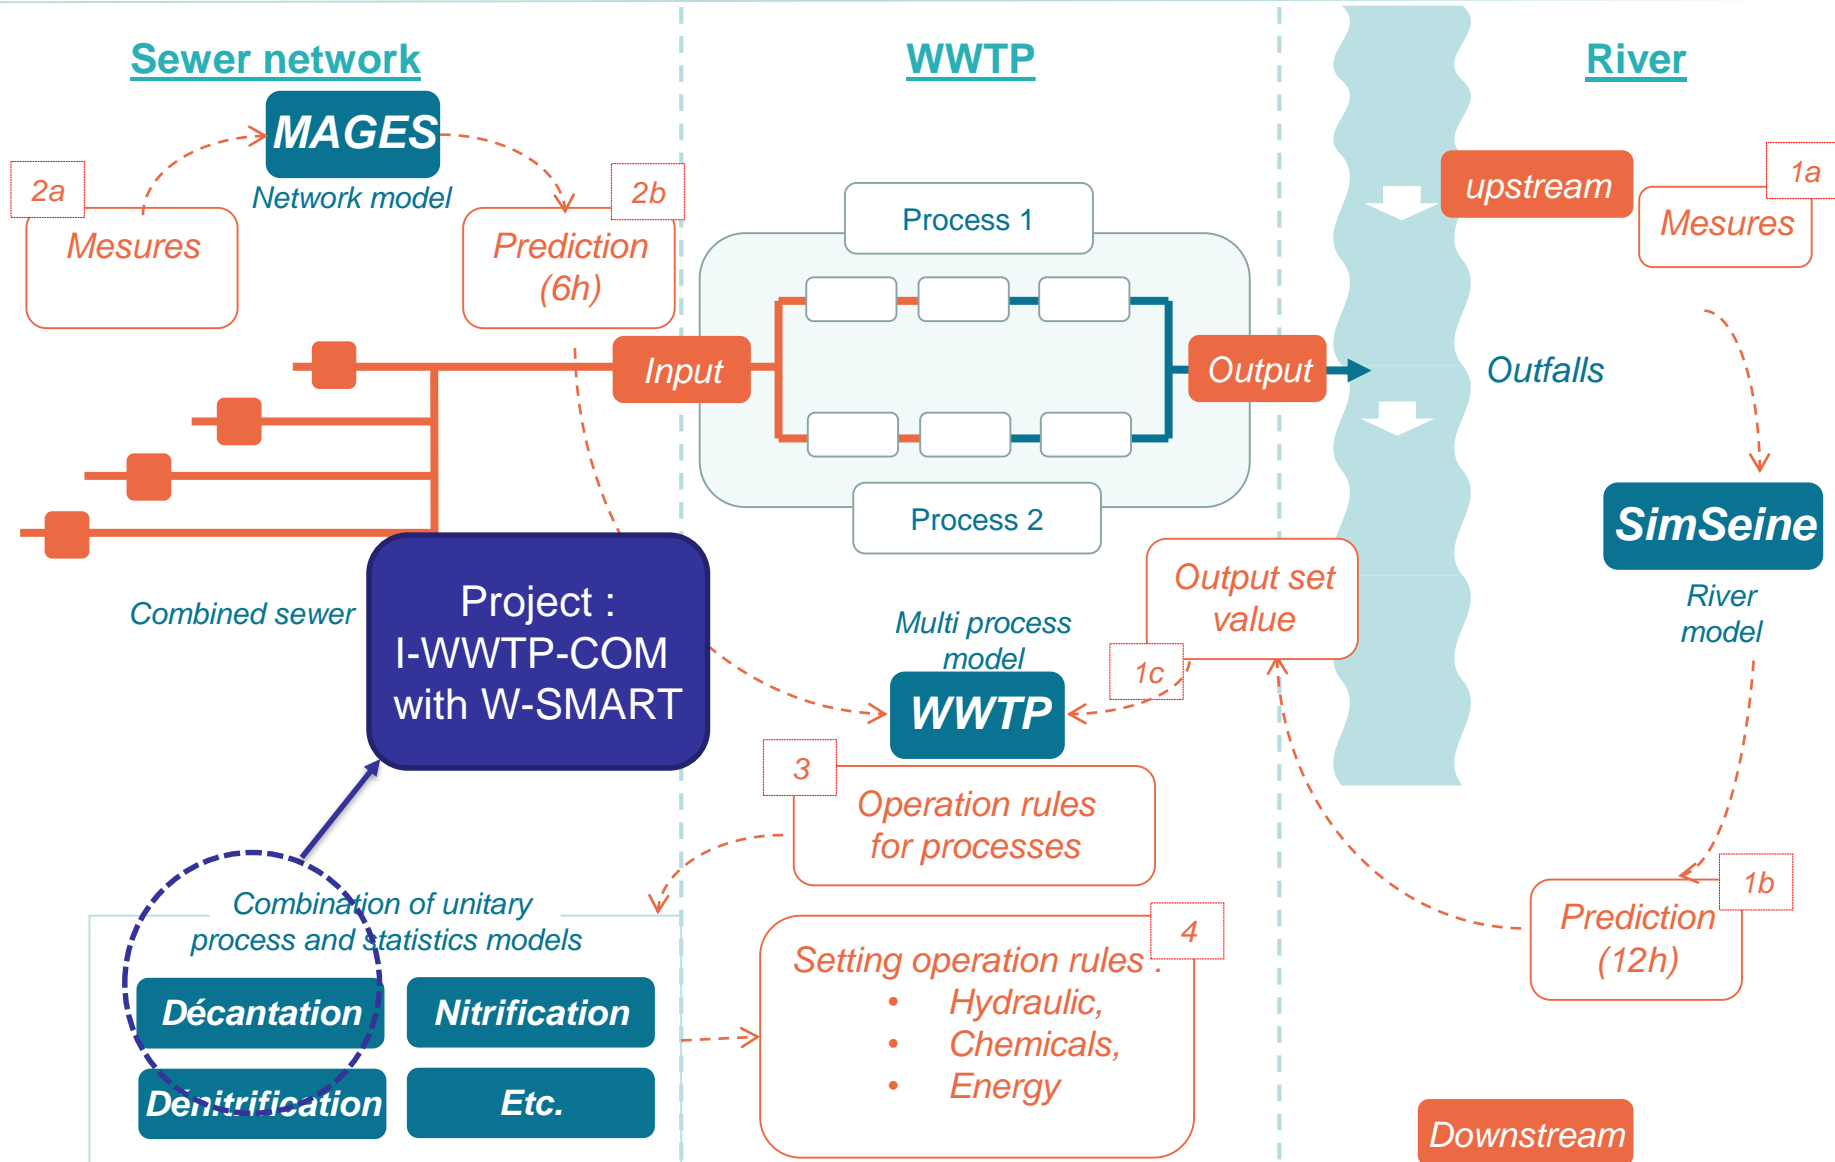 Sewer network
WWTP
River
MAGES
Network model
2a
Mesures
2b
Prediction
(6h)
Process 1
upstream
1a
Mesures
Input
Output
Outfalls
Process 2
SimSeine
River
model
Combined sewer
Project :
I-WWTP-COM
with W-SMART
Multi process
model
WWTP
Output set
value
1c
3
Operation rules
for processes
1b
Prediction
(12h)
Combination of unitary
process and statistics models
Décantation
Nitrification
Dénitrification
Etc.
4
Setting operation rules :
• Hydraulic,
• Chemicals,
• Energy
Downstream